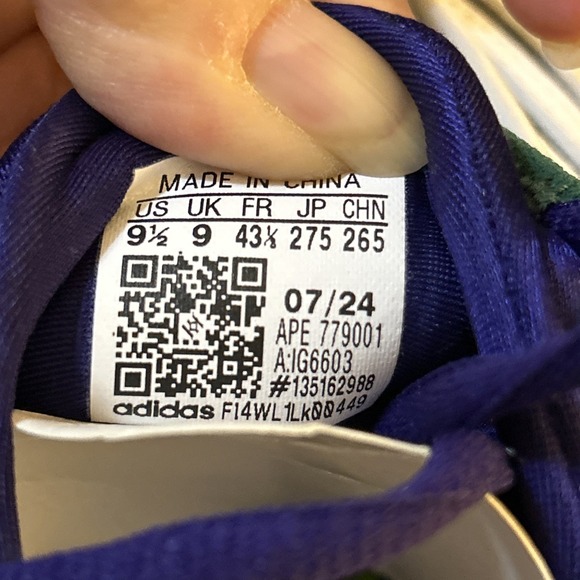 MADE IN CHINA
US UK FR JP CHN
9½ 9 43⅓ 275 265
07/24
APE 779001
A:IG6603
#135162988
adidas F14WL1Lk00449